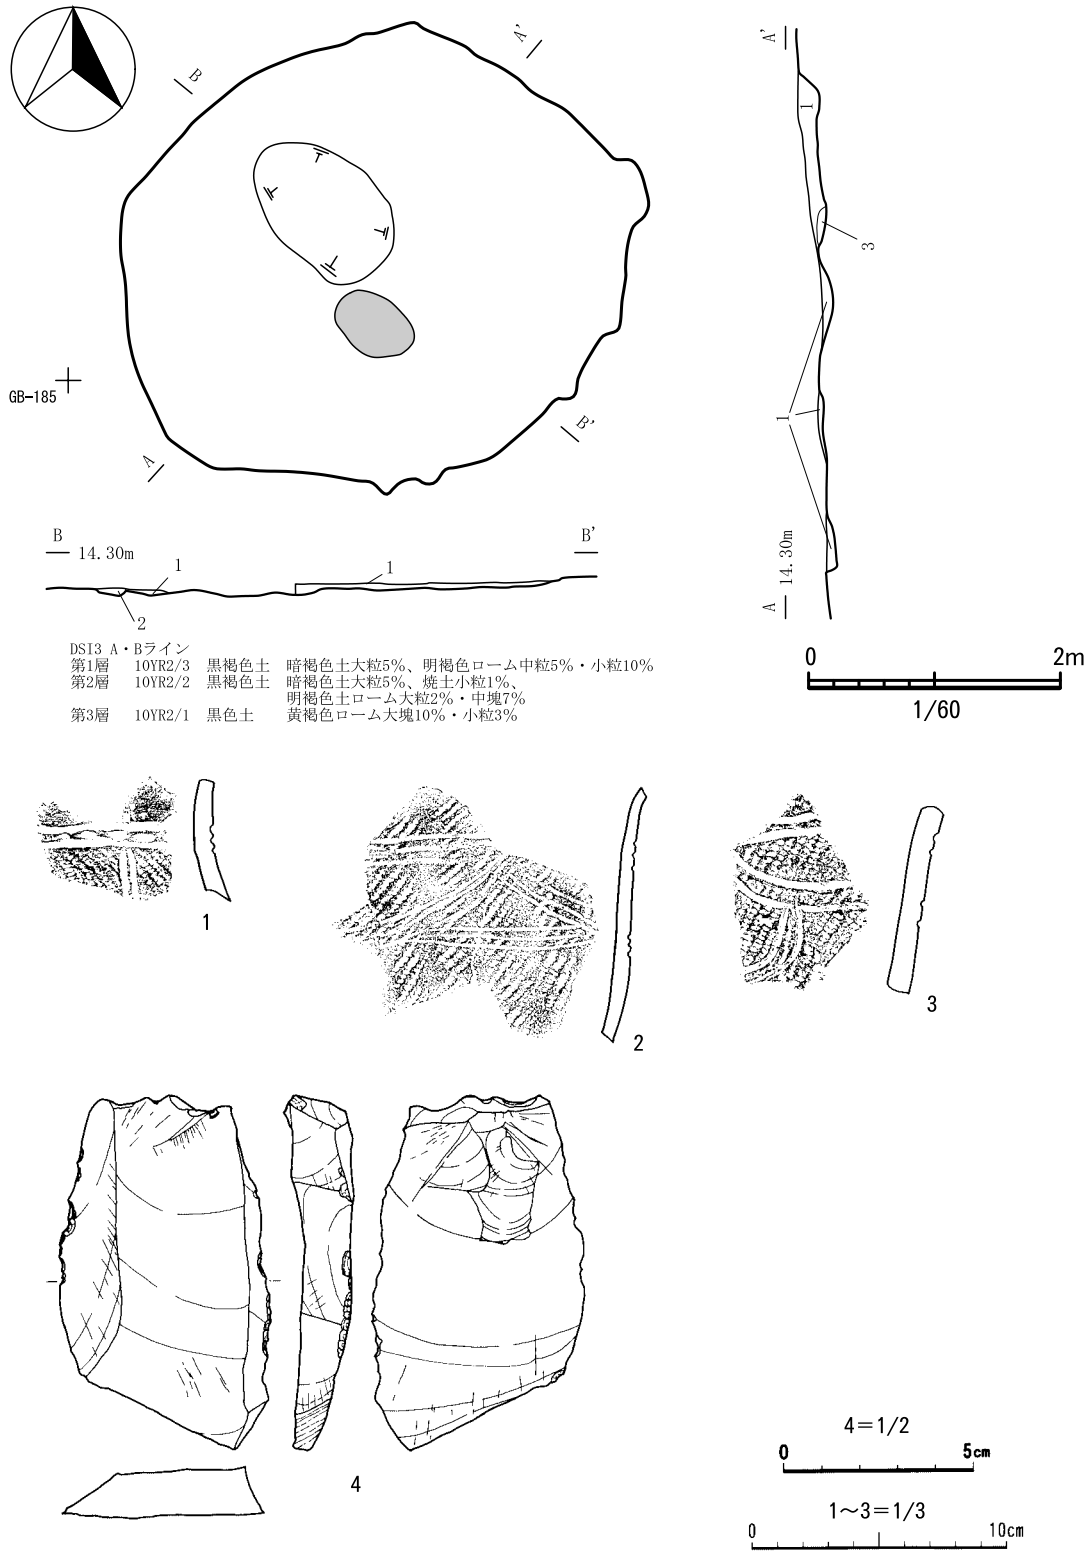 A'
B
GB-185
B'
A
B
14.30m
B'
1
1
2
A'
1
3
1
14.30m
A
DSI3 A・Bライン
第1層 10YR2/3 黒褐色土 暗褐色土大粒5%、明褐色ローム中粒5%・小粒10%
第2層 10YR2/2 黒褐色土 暗褐色土大粒5%、焼土小粒1%、
明褐色土ローム大粒2%・中塊7%
第3層 10YR2/1 黒色土 黄褐色ローム大塊10%・小粒3%
0 2m
1/60
1
2
3
4
4=1/2
0 5cm
1～3=1/3
0 10cm